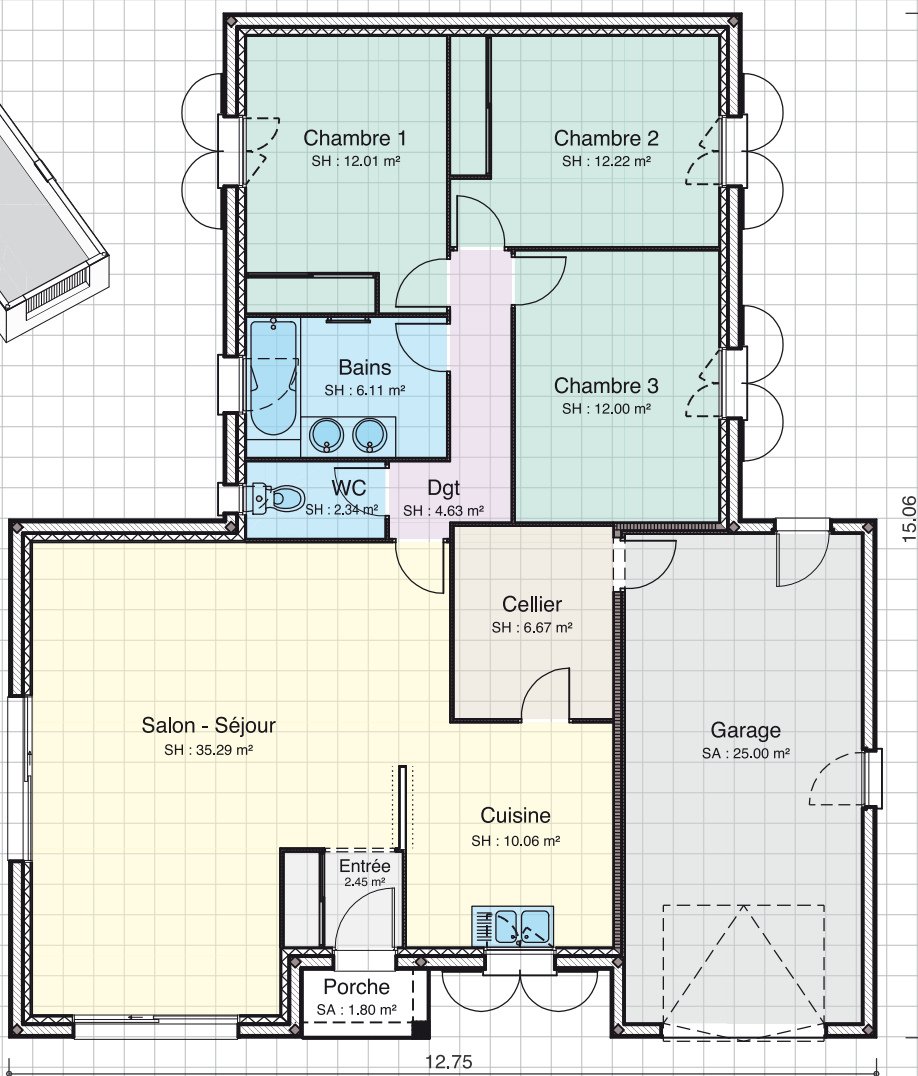 Chambre 1
SH : 12.01 m²
Chambre 2
SH : 12.22 m²
Bains
SH : 6.11 m²
Chambre 3
SH : 12.00 m²
WC
SH : 2.34 m²
Dgt
SH : 4.63 m²
15.06
Cellier
SH : 6.67 m²
Salon - Séjour
SH : 35.29 m²
Garage
SA : 25.00 m²
Cuisine
SH : 10.06 m²
Entrée
2.45 m²
Porche
SA : 1.80 m²
12.75